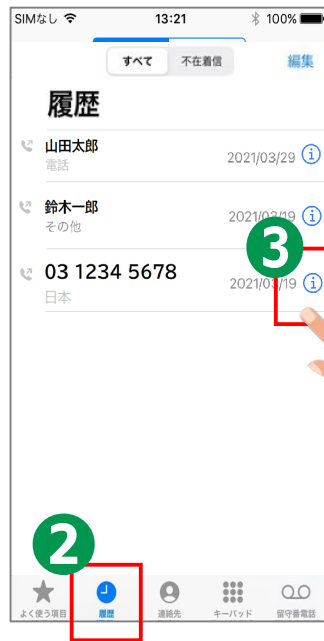 SIMなし 13:21 100%
すべて 不在着信 編集
履歴
山田太郎
電話 2021/03/29
鈴木一郎
その他 2021/03/19
3
03 1234 5678
日本 2021/03/19
2
よく使う項目 履歴 連絡先 キーパッド 留守番電話